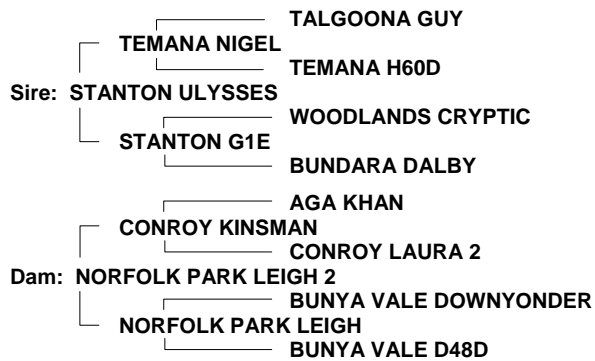 TALGOONA GUY
TEMANA NIGEL
TEMANA H60D
Sire: STANTON ULYSSES
WOODLANDS CRYPTIC
STANTON G1E
BUNDARA DALBY
AGA KHAN
CONROY KINSMAN
CONROY LAURA 2
Dam: NORFOLK PARK LEIGH 2
BUNYA VALE DOWNYONDER
NORFOLK PARK LEIGH
BUNYA VALE D48D